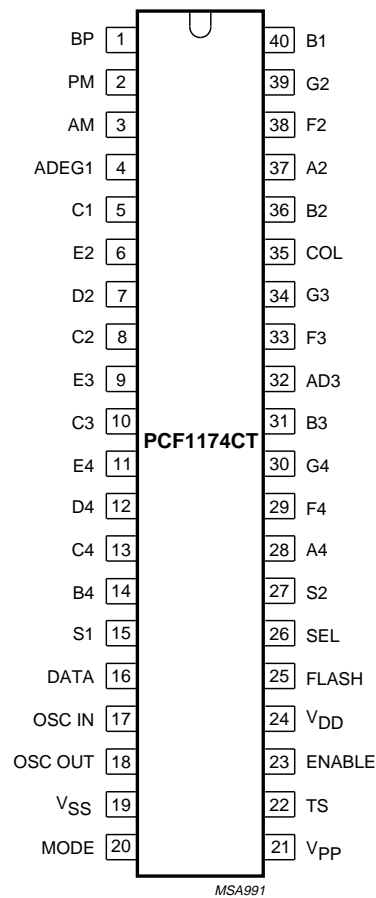 BP 1 40 B1
PM 2 39 G2
AM 3 38 F2
ADEG1 4 37 A2
C1 5 36 B2
E2 6 35 COL
D2 7 34 G3
C2 8 33 F3
E3 9 32 AD3
C3 10 31 B3
PCF1174CT
E4 11 30 G4
D4 12 29 F4
C4 13 28 A4
B4 14 27 S2
S1 15 26 SEL
DATA 16 25 FLASH
OSC IN 17 24 VDD
OSC OUT 18 23 ENABLE
VSS 19 22 TS
MODE 20 21 VPP
MSA991